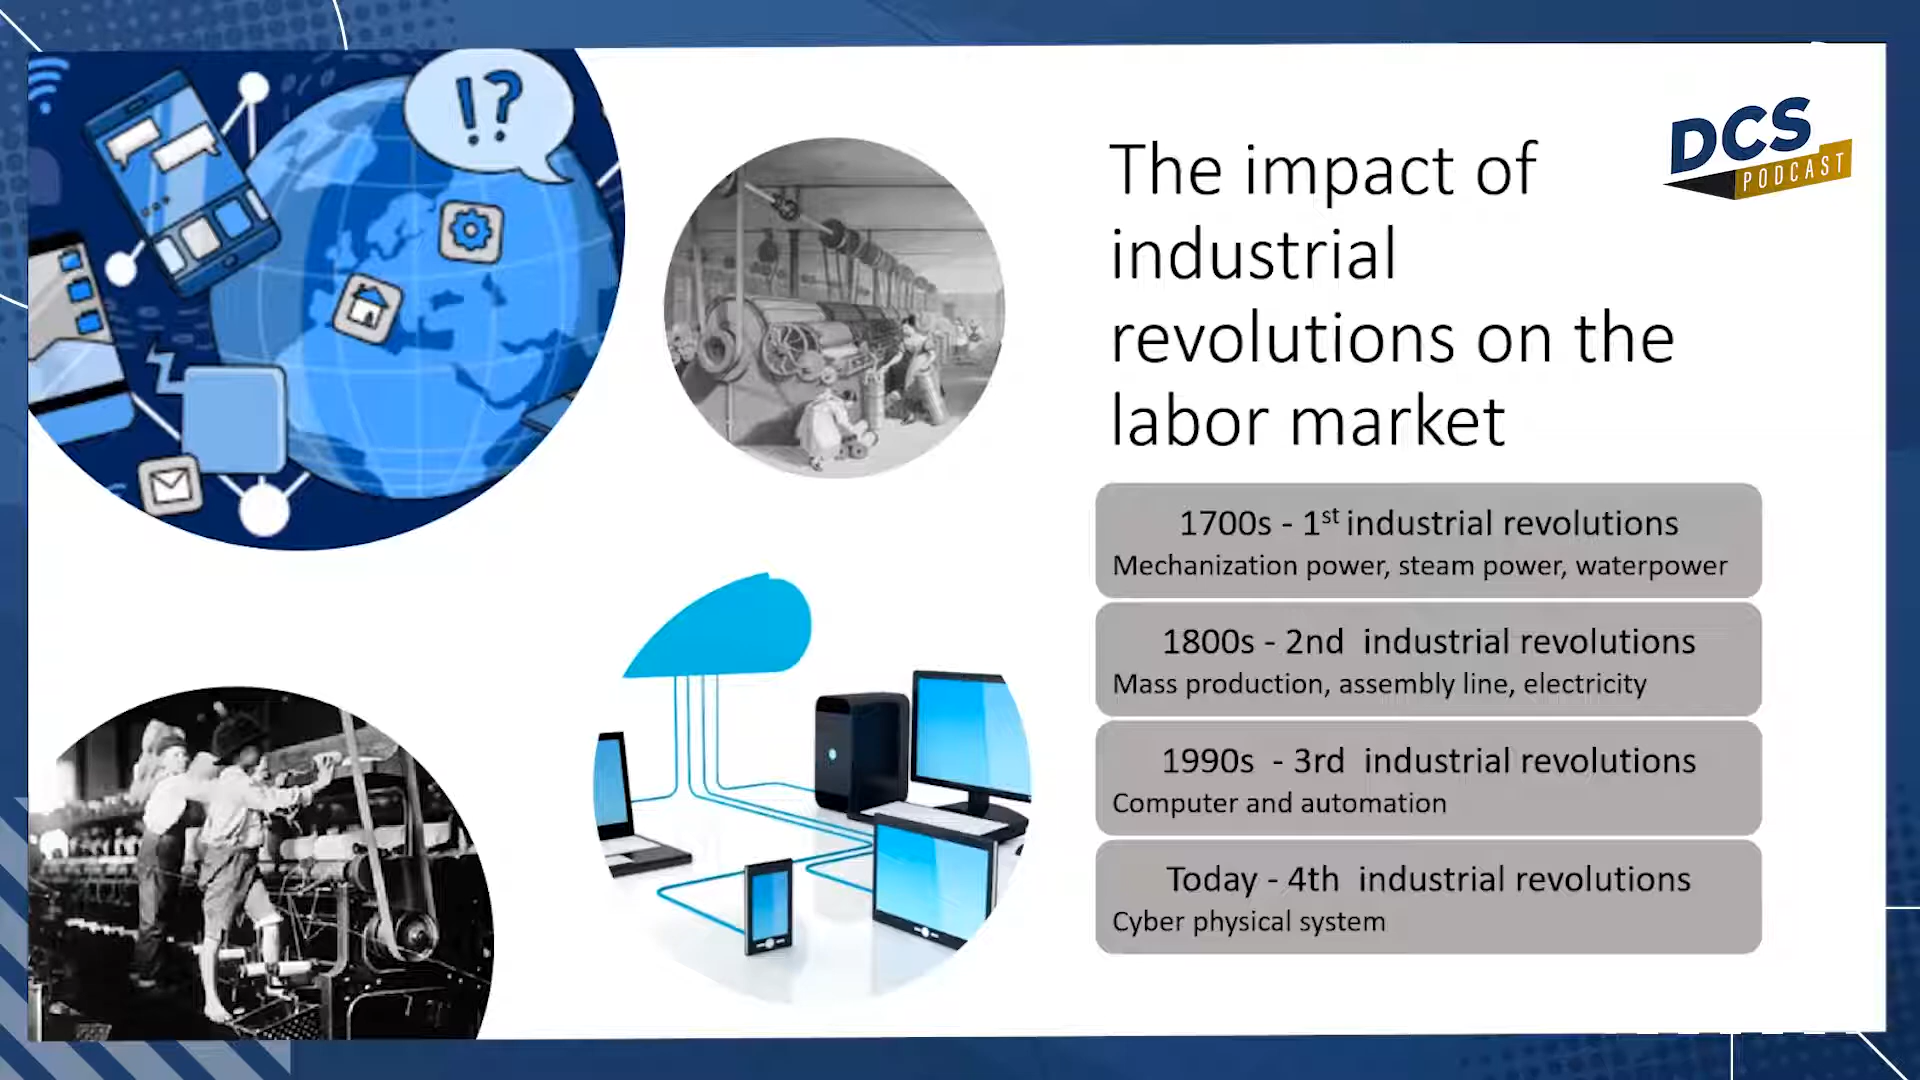 !?
DCS
PODCAST
The impact of
industrial
revolutions on the
labor market
1700s - 1st industrial revolutions
Mechanization power, steam power, waterpower
1800s - 2nd  industrial revolutions
Mass production, assembly line, electricity
1990s  - 3rd  industrial revolutions
Computer and automation
Today - 4th  industrial revolutions
Cyber physical system